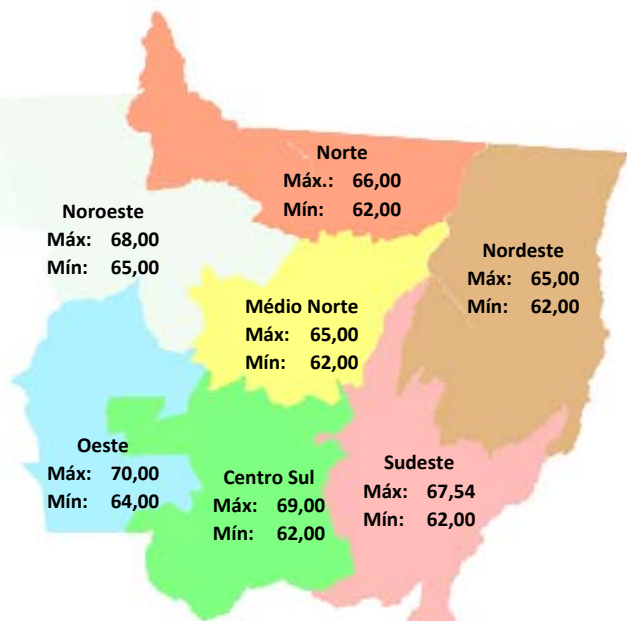 Norte
Máx.: 66,00
Mín: 62,00
Noroeste
Máx: 68,00
Mín: 65,00
Nordeste
Máx: 65,00
Mín: 62,00
Médio Norte
Máx: 65,00
Mín: 62,00
Oeste
Máx: 70,00
Mín: 64,00
Centro Sul
Máx: 69,00
Mín: 62,00
Sudeste
Máx: 67,54
Mín: 62,00